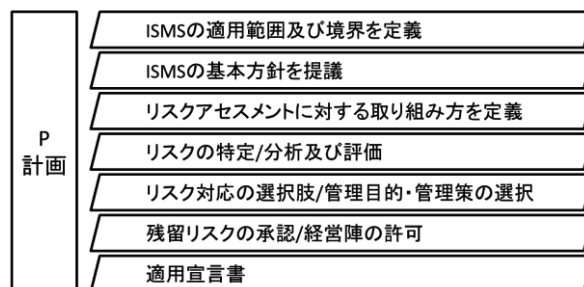 P
計画
ISMSの適用範囲及び境界を定義
ISMSの基本方針を提議
リスクアセスメントに対する取り組み方を定義
リスクの特定/分析及び評価
リスク対応の選択肢/管理目的・管理策の選択
残留リスクの承認/経営陣の許可
適用宣言書